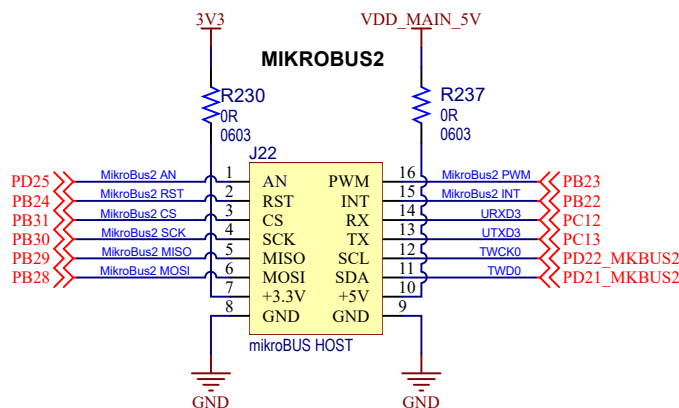 3V3
VDD_MAIN_5V
MIKROBUS2
R230
0R
0603
R237
0R
0603
J22
PD25 MikroBus2 AN 1 AN PWM 16 MikroBus2 PWM PB23
PB24 MikroBus2 RST 2 RST INT 15 MikroBus2 INT PB22
PB31 MikroBus2 CS 3 CS RX 14 URXD3 PC12
PB30 MikroBus2 SCK 4 SCK TX 13 UTXD3 PC13
PB29 MikroBus2 MISO 5 MISO SCL 12 TWCK0 PD22_MKBUS2
PB28 MikroBus2 MOSI 6 MOSI SDA 11 TWD0 PD21_MKBUS2
7 +3.3V +5V 10
8 GND GND 9
mikroBUS HOST
GND
GND